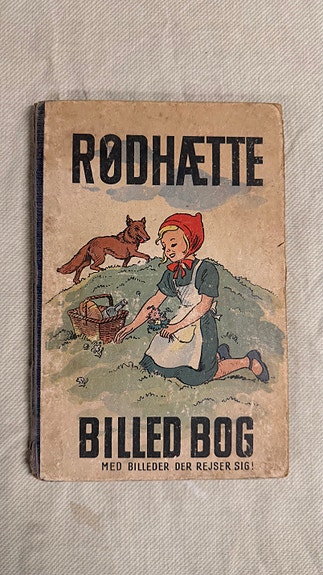 RØDHÆTTE
BILLED BOG
MED BILLEDER DER REJSER SIG!